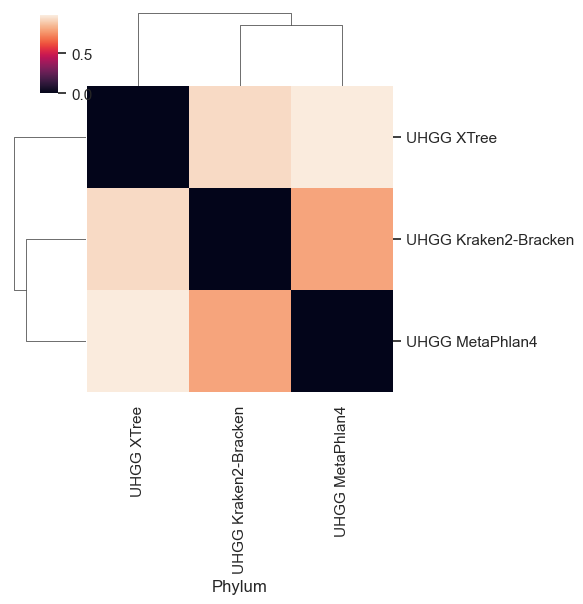 0.5
0.0
UHGG XTree
UHGG Kraken2-Bracken
UHGG MetaPhlan4
UHGG XTree
UHGG Kraken2-Bracken
UHGG MetaPhlan4
Phylum